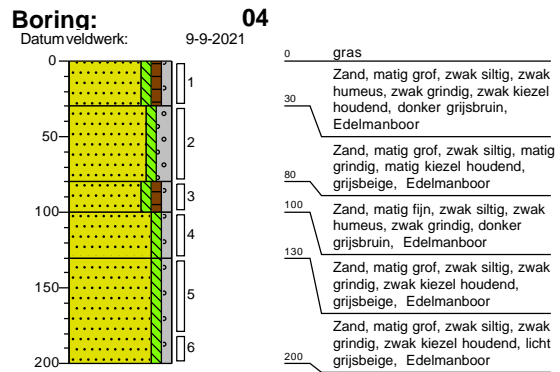 Boring: 04
Datum veldwerk: 9-9-2021
0
50
100
150
200
1
2
3
4
5
6
0 gras
Zand, matig grof, zwak siltig, zwak
humeus, zwak grindig, zwak kiezel
houdend, donker grijsbruin,
Edelmanboor
30
Zand, matig grof, zwak siltig, matig
grindig, matig kiezel houdend,
grijsbeige, Edelmanboor
80
Zand, matig fijn, zwak siltig, zwak
humeus, zwak grindig, donker
grijsbruin, Edelmanboor
100
Zand, matig grof, zwak siltig, zwak
grindig, zwak kiezel houdend,
grijsbeige, Edelmanboor
130
Zand, matig grof, zwak siltig, zwak
grindig, zwak kiezel houdend, licht
grijsbeige, Edelmanboor
200